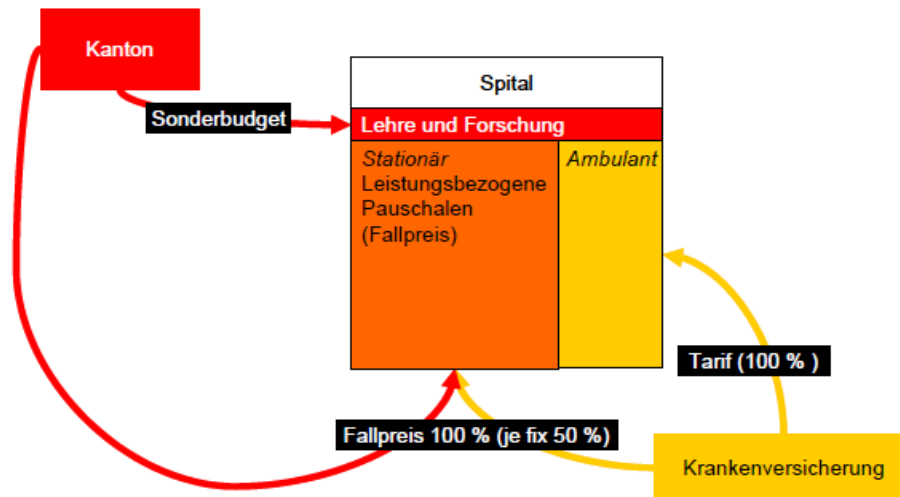 Kanton
Spital
Sonderbudget
Lehre und Forschung
Stationär
Leistungsbezogene
Pauschalen
(Fallpreis)
Ambulant
Tarif (100 % )
Fallpreis 100 % (je fix 50 %)
Krankenversicherung